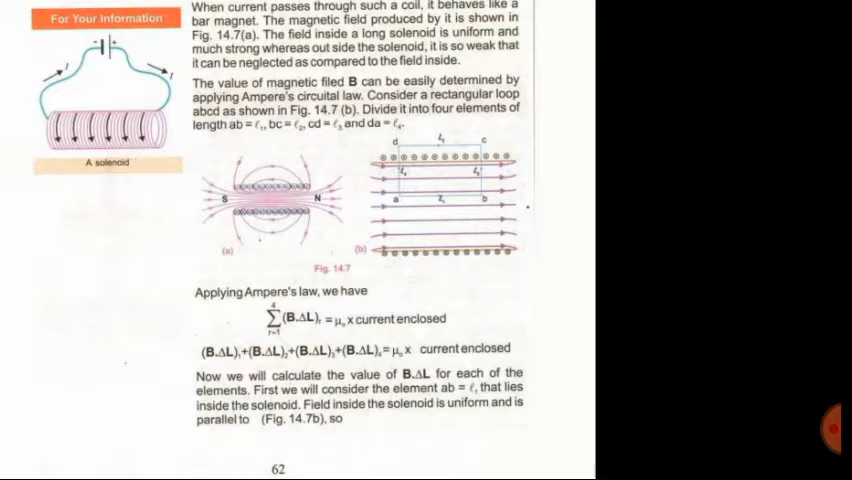 When current passes through such a coil, it behaves like a
For Your Information
bar magnet. The magnetic field produced by it is shown in
Fig. 14.7(a). The field inside a long solenoid is uniform and
much strong whereas out side the solenoid, it is so weak that
it can be neglected as compared to the field inside.
The value of magnetic filed B can be easily determined by
applying Ampere's circuital law. Consider a rectangular loop
abcd as shown in Fig. 14.7 (b). Divide it into four elements of
length ab = ℓ₁, bc = ℓ₂, cd = ℓ₃ and da = ℓ₄.
- +
I I
A solenoid
d c
a b
S N
(a) (b)
Fig. 14.7
Applying Ampere's law, we have
4
∑ (B.ΔL)r = μ₀ x current enclosed
r=1
(B.ΔL)₁+(B.ΔL)₂+(B.ΔL)₃+(B.ΔL)₄= μ₀ x current enclosed
Now we will calculate the value of B.ΔL for each of the
elements. First we will consider the element ab = ℓ, that lies
inside the solenoid. Field inside the solenoid is uniform and is
parallel to (Fig. 14.7b), so
62